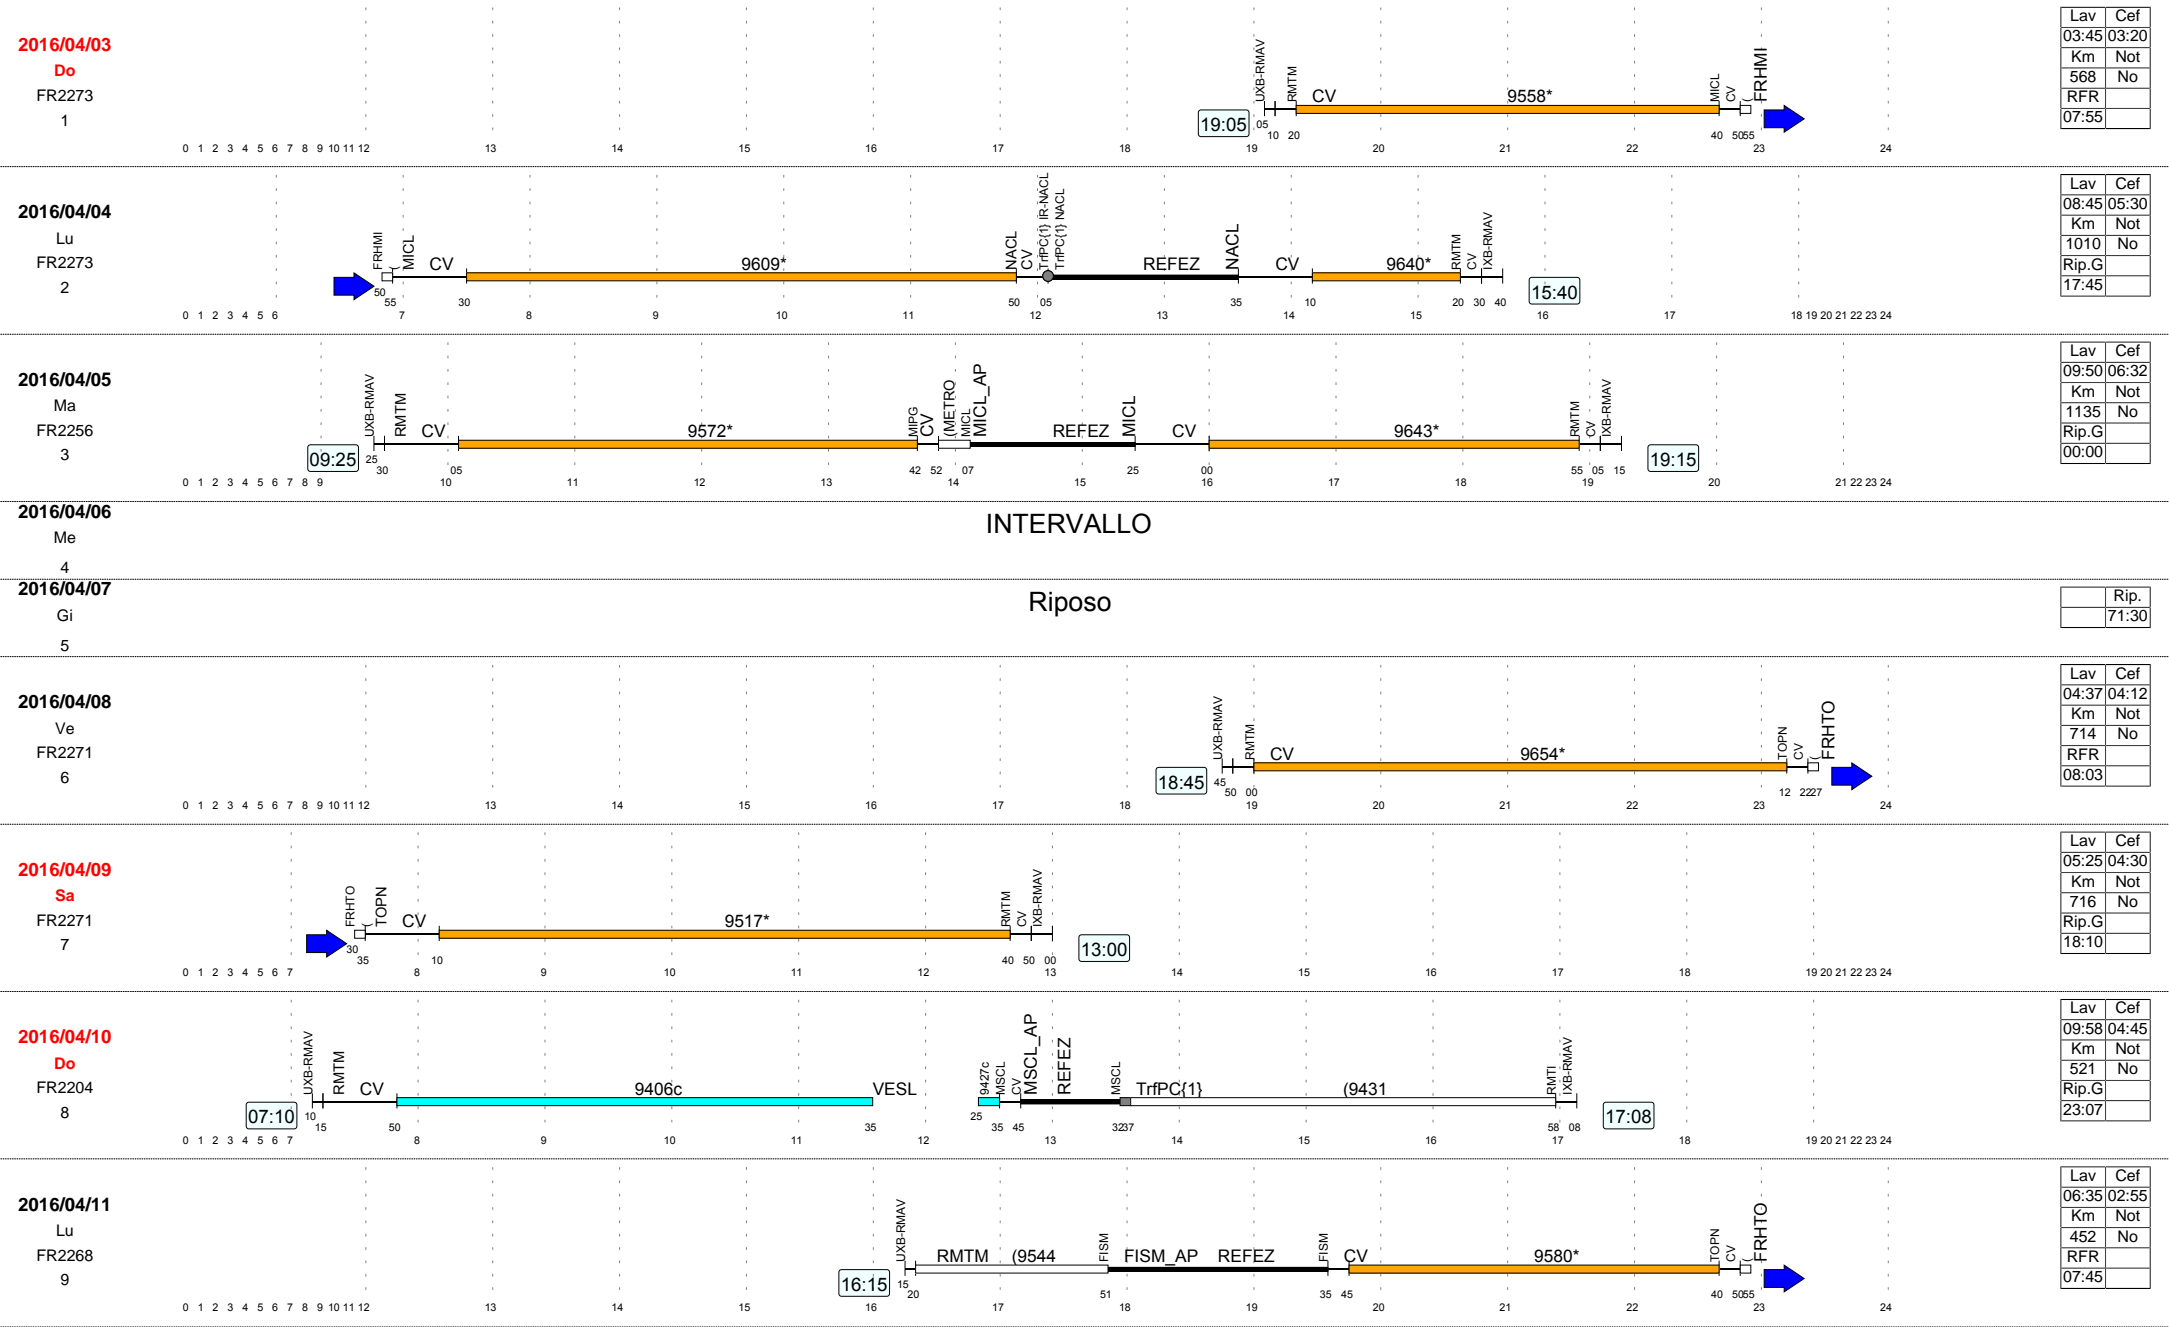 2016/04/03
Do
FR2273
1
19:05
UXB-RMAV RMTM CV 9558* MICL CV ( FRHMI
05 10 20 40 50 55
0 1 2 3 4 5 6 7 8 9 10 11 12 13 14 15 16 17 18 19 20 21 22 23 24
Lav Cef
03:45 03:20
Km Not
568 No
RFR
07:55
2016/04/04
Lu
FR2273
2
FRHMI ( MICL CV 9609* NACL CV TrfPC{1} IR-NACL TrfPC{1} NACL REFEZ NACL CV 9640* RMTM CV IXB-RMAV
50 55 30 50 05 35 10 20 30 40
15:40
0 1 2 3 4 5 6 7 8 9 10 11 12 13 14 15 16 17 18 19 20 21 22 23 24
Lav Cef
08:45 05:30
Km Not
1010 No
Rip.G
17:45
2016/04/05
Ma
FR2256
3
09:25
UXB-RMAV RMTM CV 9572* MIPG CV (METRO MICL MICL_AP REFEZ MICL CV 9643* RMTM CV IXB-RMAV
25 30 05 42 52 07 25 00 55 05 15
19:15
0 1 2 3 4 5 6 7 8 9 10 11 12 13 14 15 16 17 18 19 20 21 22 23 24
Lav Cef
09:50 06:32
Km Not
1135 No
Rip.G
00:00
2016/04/06
Me
4
INTERVALLO
2016/04/07
Gi
5
Riposo
Rip.
71:30
2016/04/08
Ve
FR2271
6
18:45
UXB-RMAV RMTM CV 9654* TOPN CV ( FRHTO
45 50 00 12 22 27
0 1 2 3 4 5 6 7 8 9 10 11 12 13 14 15 16 17 18 19 20 21 22 23 24
Lav Cef
04:37 04:12
Km Not
714 No
RFR
08:03
2016/04/09
Sa
FR2271
7
FRHTO ( TOPN CV 9517* RMTM CV IXB-RMAV
30 35 10 40 50 00
13:00
0 1 2 3 4 5 6 7 8 9 10 11 12 13 14 15 16 17 18 19 20 21 22 23 24
Lav Cef
05:25 04:30
Km Not
716 No
Rip.G
18:10
2016/04/10
Do
FR2204
8
07:10
UXB-RMAV RMTM CV 9406c VESL 9427c MSCL CV MSCL_AP REFEZ MSCL TrfPC{1} (9431 RMTI IXB-RMAV
10 15 50 35 25 35 45 32 37 58 08
17:08
0 1 2 3 4 5 6 7 8 9 10 11 12 13 14 15 16 17 18 19 20 21 22 23 24
Lav Cef
09:58 04:45
Km Not
521 No
Rip.G
23:07
2016/04/11
Lu
FR2268
9
16:15
UXB-RMAV RMTM (9544 FISM FISM_AP REFEZ FISM CV 9580* TOPN CV ( FRHTO
15 20 51 35 45 40 50 55
0 1 2 3 4 5 6 7 8 9 10 11 12 13 14 15 16 17 18 19 20 21 22 23 24
Lav Cef
06:35 02:55
Km Not
452 No
RFR
07:45